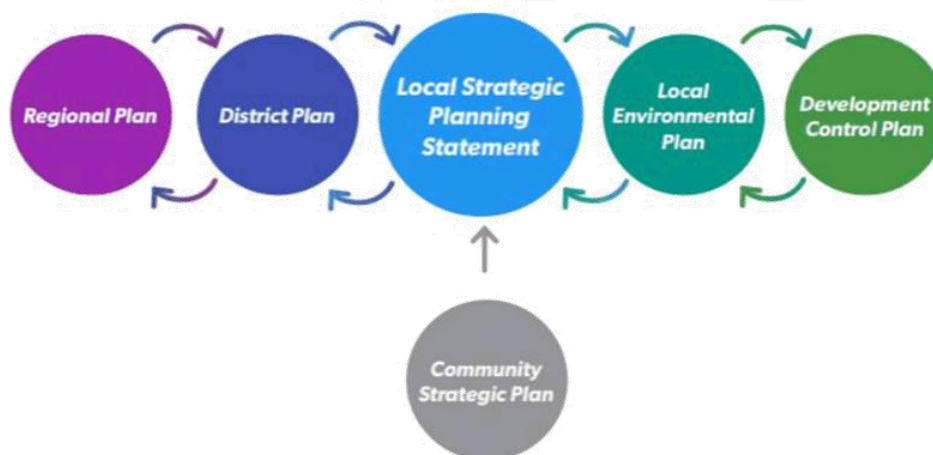 Regional Plan
District Plan
Local Strategic
Planning
Statement
Local
Environmental
Plan
Development
Control Plan
Community
Strategic Plan